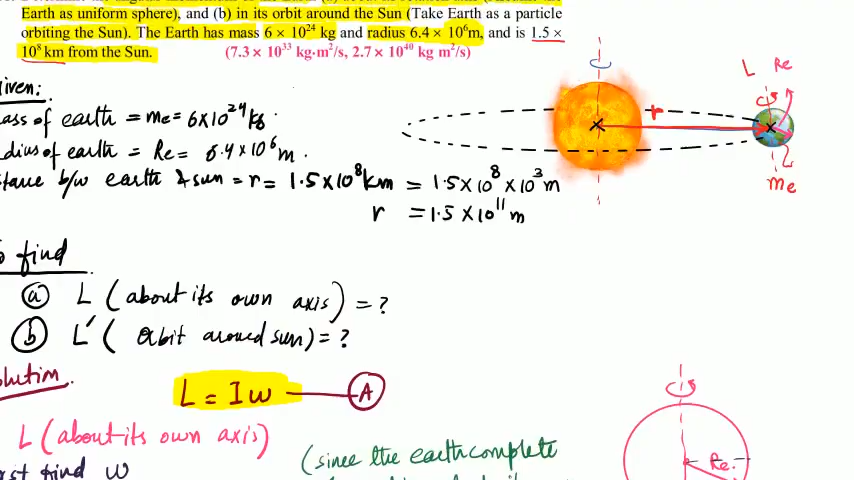 Earth as uniform sphere), and (b) in its orbit around the Sun (Take Earth as a particle
orbiting the Sun). The Earth has mass 6 × 10²⁴ kg and radius 6.4 × 10⁶m, and is 1.5 ×
10⁸ km from the Sun. (7.3 × 10³³ kg·m²/s, 2.7 × 10⁴⁰ kg m²/s)
L Re
r
me
iven:
ass of earth = me = 6×10²⁴ kg.
adius of earth = Re = 6.4 × 10⁶ m.
stance b/w earth & sun = r = 1.5 × 10⁸ km = 1.5 × 10⁸ × 10³ m
r = 1.5 × 10¹¹ m
o find
(a) L (about its own axis) = ?
(b) L' ( Orbit around sun) = ?
olution.
L = Iω — (A)
L (about its own axis)
rst find ω
(since the earth complete
Re.